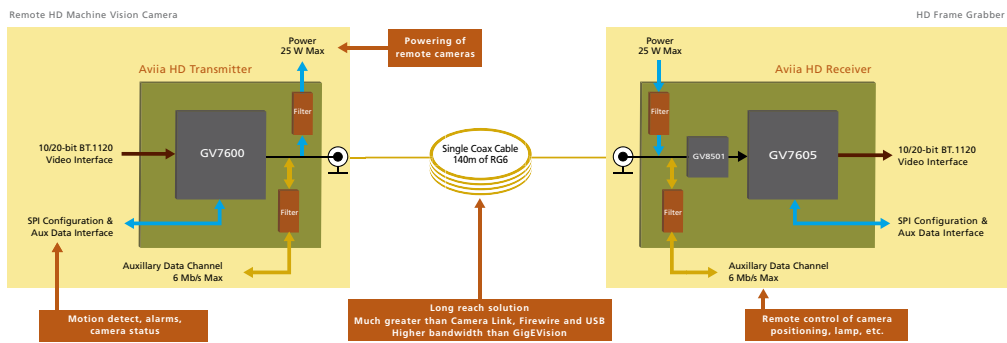 Remote HD Machine Vision Camera
HD Frame Grabber
Power
25 W Max
Powering of
remote cameras
Power
25 W Max
Aviia HD Transmitter
Aviia HD Receiver
Filter
Filter
10/20-bit BT.1120
Video Interface
GV7600
Single Coax Cable
140m of RG6
GV8501
GV7605
10/20-bit BT.1120
Video Interface
Filter
Filter
SPI Configuration &
Aux Data Interface
SPI Configuration &
Aux Data Interface
Auxillary Data Channel
6 Mb/s Max
Auxillary Data Channel
6 Mb/s Max
Motion detect, alarms,
camera status
Long reach solution
Much greater than Camera Link, Firewire and USB
Higher bandwidth than GigEVision
Remote control of camera
positioning, lamp, etc.